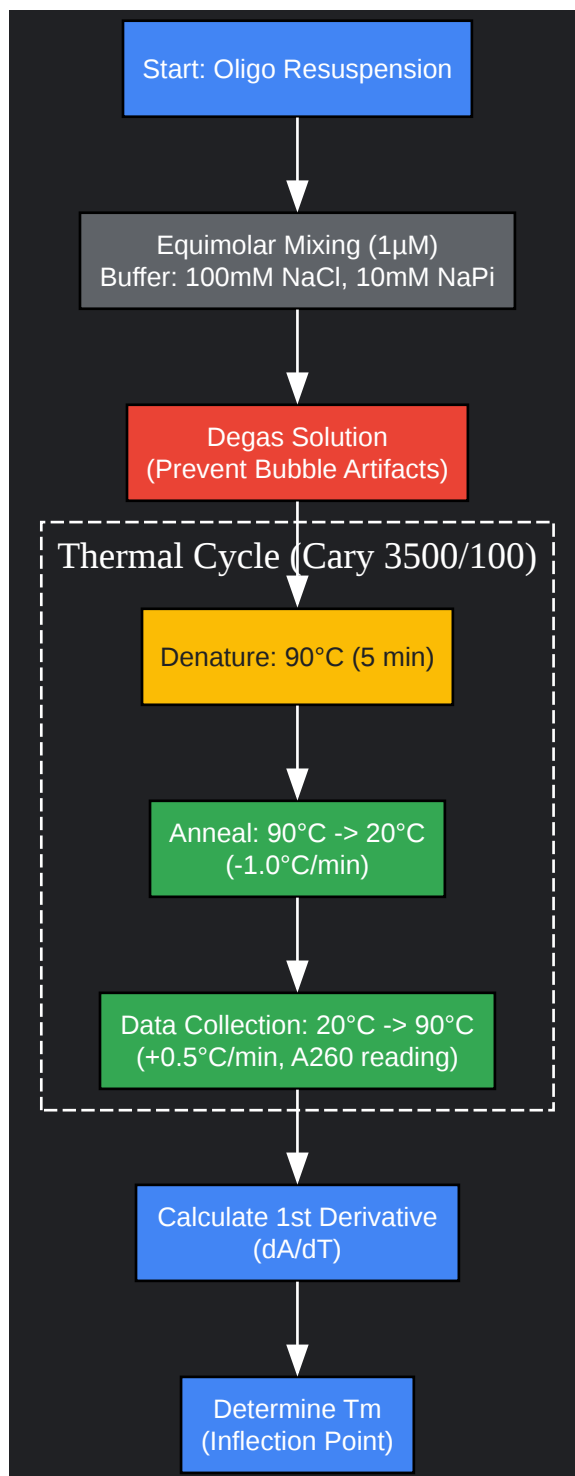 Start: Oligo Resuspension
Equimolar Mixing (1µM)
Buffer: 100mM NaCl, 10mM NaPi
Degas Solution
(Prevent Bubble Artifacts)
Thermal Cycle (Cary 3500/100)
Denature: 90°C (5 min)
Anneal: 90°C -> 20°C
(-1.0°C/min)
Data Collection: 20°C -> 90°C
(+0.5°C/min, A260 reading)
Calculate 1st Derivative
(dA/dT)
Determine Tm
(Inflection Point)